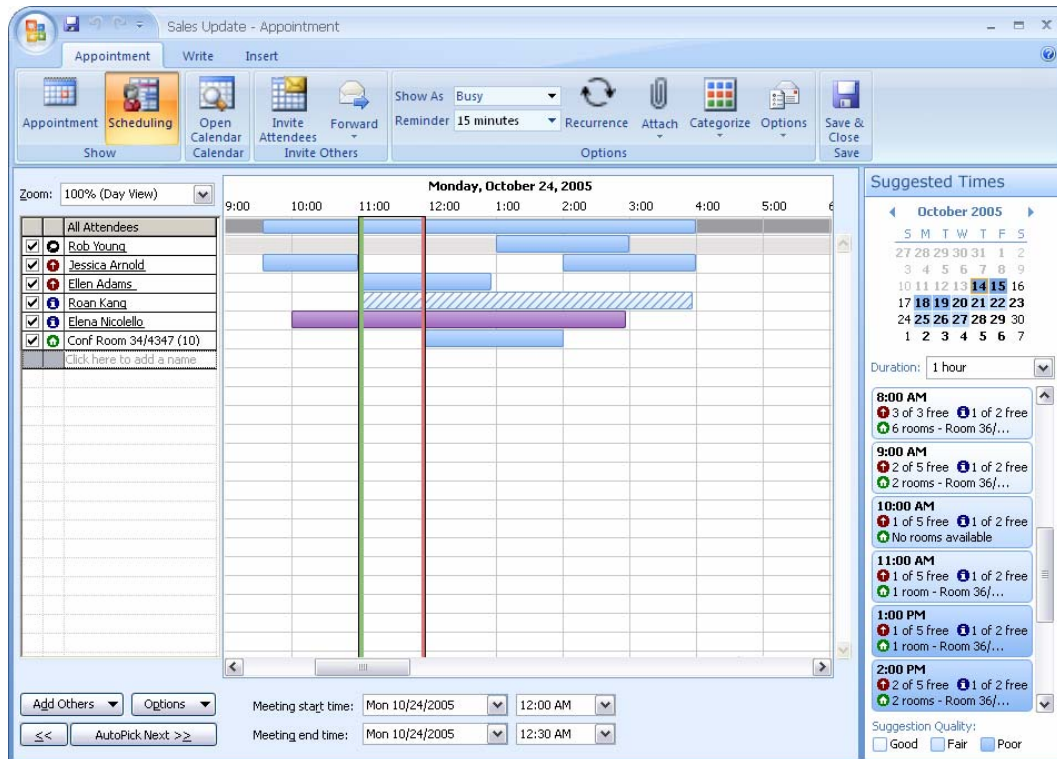 Sales Update - Appointment
Appointment Write Insert
Appointment Scheduling Open Calendar Invite Attendees Forward Show As Busy Reminder 15 minutes Recurrence Attach Categorize Options Save & Close
Show Calendar Invite Others Options Save
Zoom: 100% (Day View)
Monday, October 24, 2005
9:00 10:00 11:00 12:00 1:00 2:00 3:00 4:00 5:00 6
All Attendees
Rob Young
Jessica Arnold
Ellen Adams
Roan Kang
Elena Nicolello
Conf Room 34/4347 (10)
Click here to add a name
Add Others Options
<< AutoPick Next >>
Meeting start time: Mon 10/24/2005 12:00 AM
Meeting end time: Mon 10/24/2005 12:30 AM
Suggested Times
October 2005
S M T W T F S
27 28 29 30 31 1 2
3 4 5 6 7 8 9
10 11 12 13 14 15 16
17 18 19 20 21 22 23
24 25 26 27 28 29 30
1 2 3 4 5 6 7
Duration: 1 hour
8:00 AM
3 of 3 free 1 of 2 free
6 rooms - Room 36/...
9:00 AM
2 of 5 free 1 of 2 free
2 rooms - Room 36/...
10:00 AM
1 of 5 free 1 of 2 free
No rooms available
11:00 AM
1 of 5 free 1 of 2 free
1 room - Room 36/...
1:00 PM
1 of 5 free 1 of 2 free
1 room - Room 36/...
2:00 PM
2 of 5 free 1 of 2 free
2 rooms - Room 36/...
Suggestion Quality:
Good Fair Poor